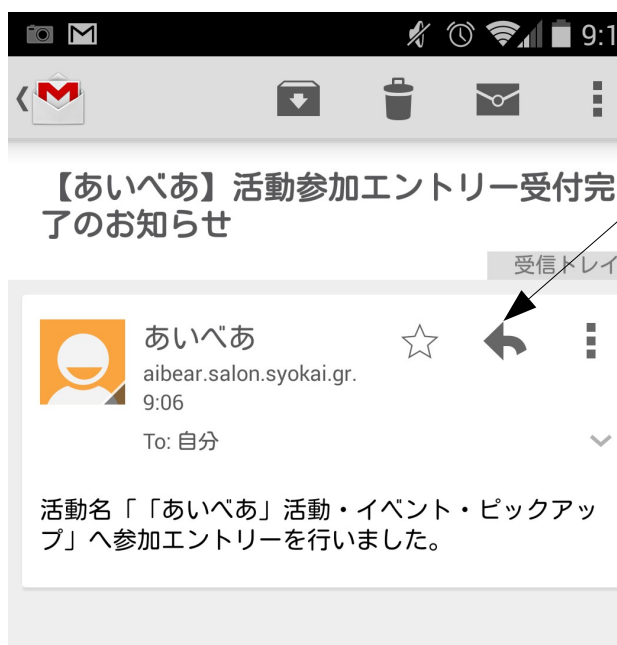 9:1
【あいべあ】活動参加エントリー受付完
了のお知らせ
受信トレイ
あいべあ
aibear.salon.syokai.gr.
9:06
To: 自分
活動名「「あいべあ」活動・イベント・ピックアッ
プ」へ参加エントリーを行いました。